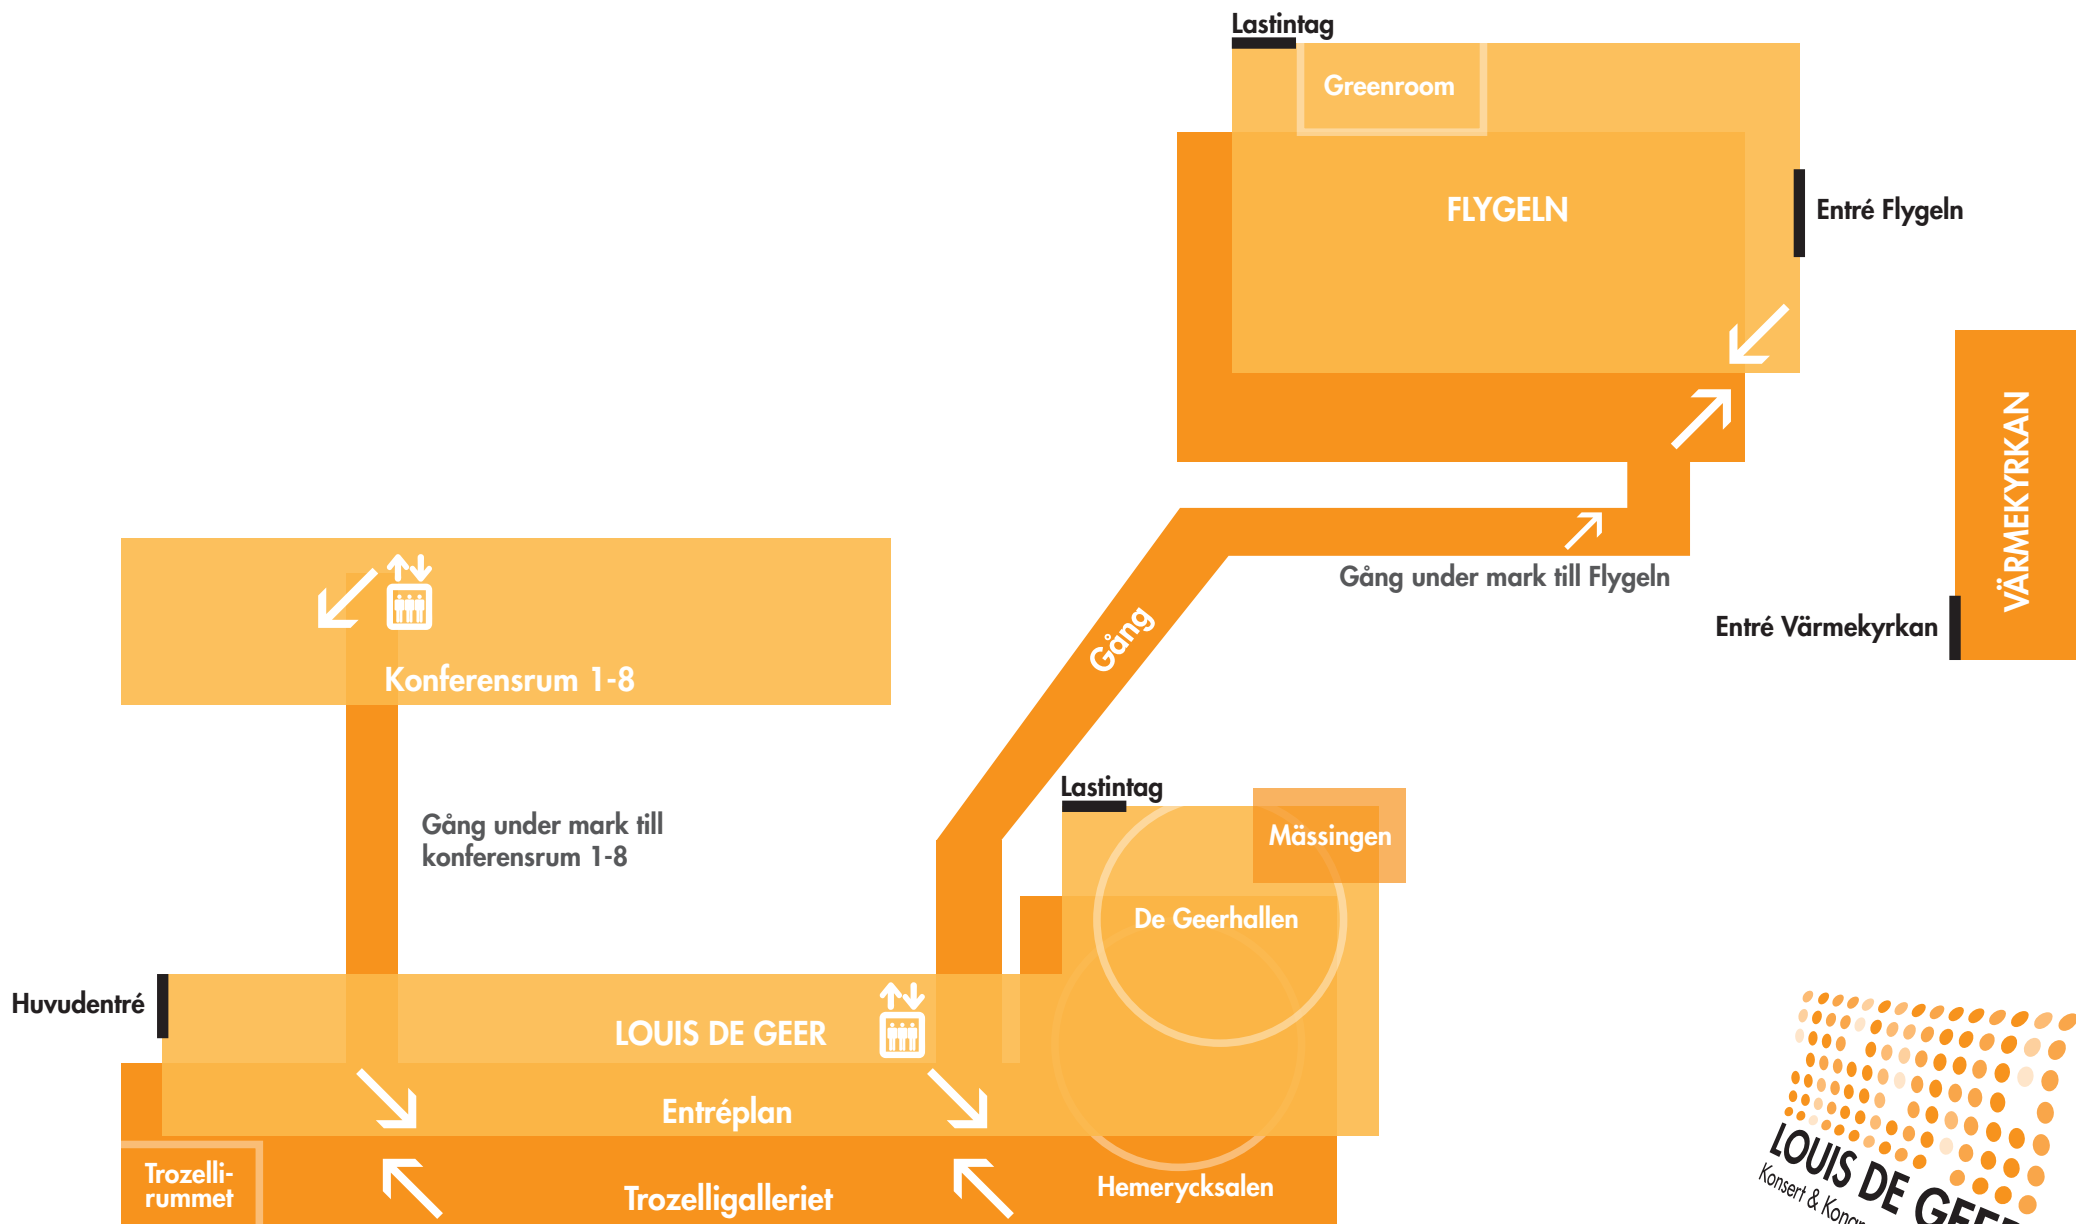 Lastintag
Greenroom
FLYGELN
Entré Flygeln
VÄRMEKYRKAN
Gång under mark till Flygeln
Gång
Entré Värmekyrkan
Konferensrum 1-8
Lastintag
Mässingen
Gång under mark till
konferensrum 1-8
De Geerhallen
Huvudentré
LOUIS DE GEER
Entréplan
Trozelli-
rummet
Trozelligalleriet
Hemerycksalen
LOUIS DE GEER
Konsert &